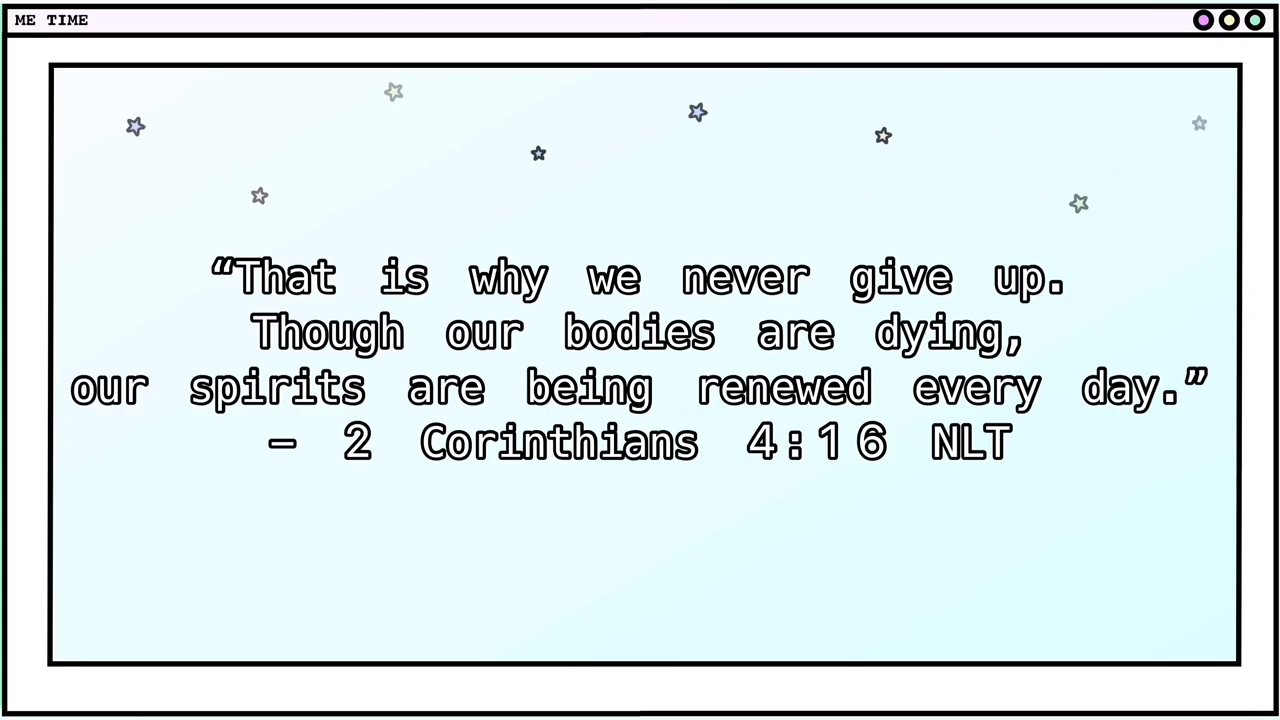 ME TIME
“That is why we never give up.
Though our bodies are dying,
our spirits are being renewed every day.”
– 2 Corinthians 4:16 NLT